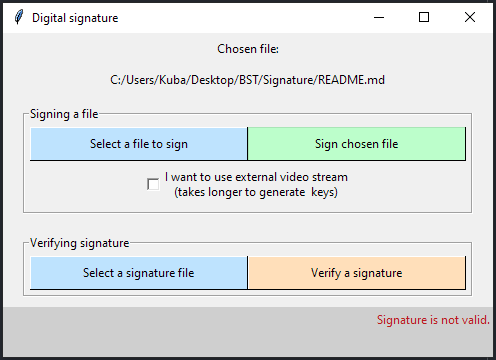 Digital signature
Chosen file:
C:/Users/Kuba/Desktop/BST/Signature/README.md
Signing a file
Select a file to sign
Sign chosen file
I want to use external video stream
(takes longer to generate  keys)
Verifying signature
Select a signature file
Verify a signature
Signature is not valid.